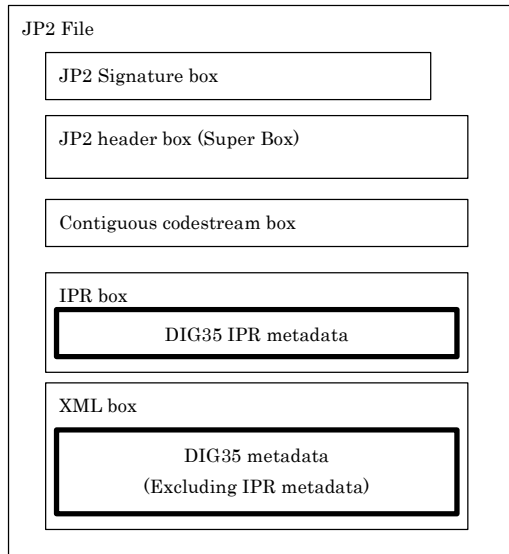 JP2 File
JP2 Signature box
JP2 header box (Super Box)
Contiguous codestream box
IPR box
DIG35 IPR metadata
XML box
DIG35 metadata
(Excluding IPR metadata)